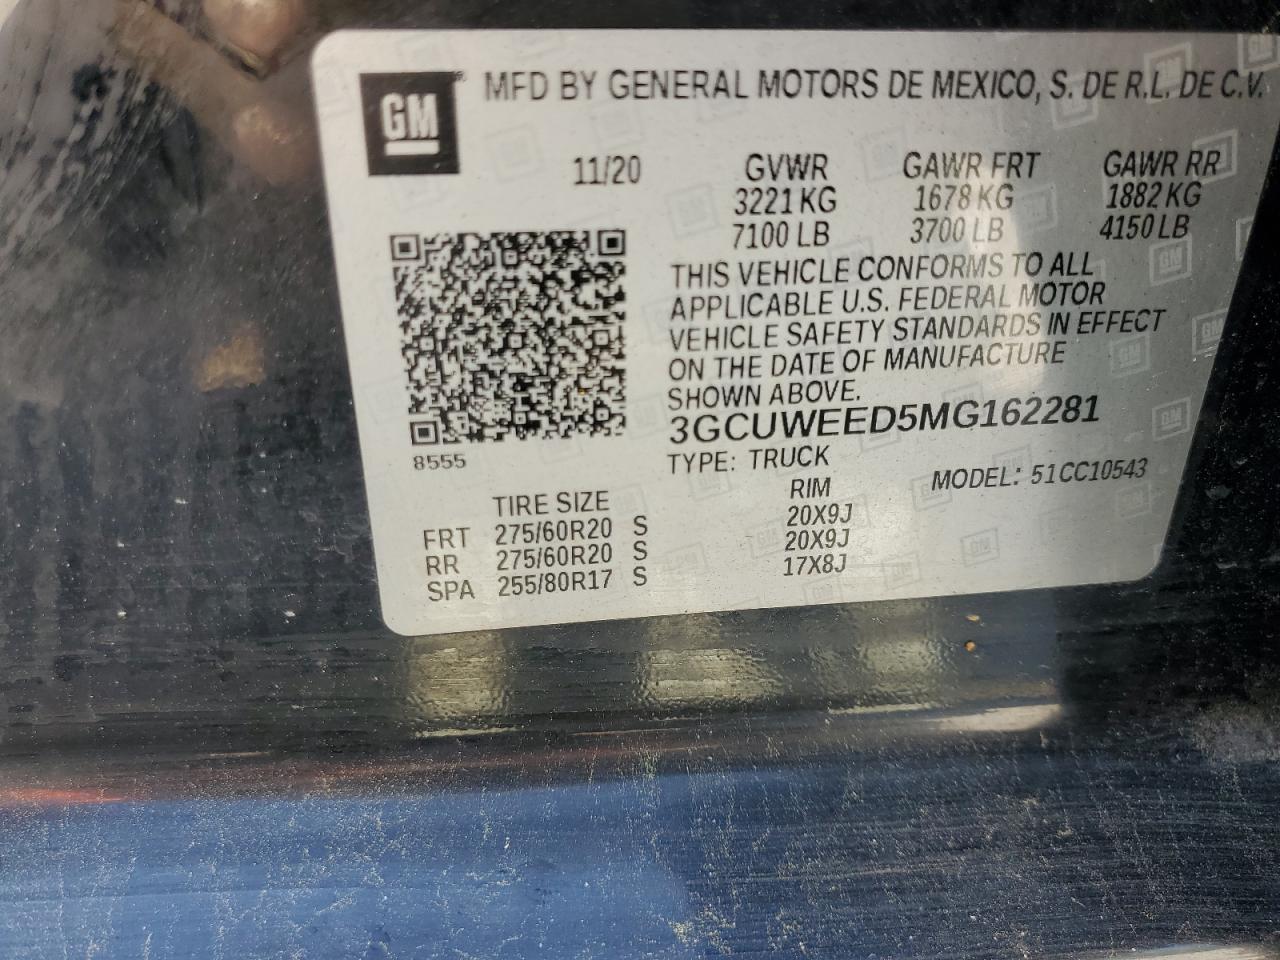 GM MFD BY GENERAL MOTORS DE MEXICO, S. DE R.L. DE C.V.
11/20 GVWR GAWR FRT GAWR RR
3221 KG 1678 KG 1882 KG
7100 LB 3700 LB 4150 LB
THIS VEHICLE CONFORMS TO ALL
APPLICABLE U.S. FEDERAL MOTOR
VEHICLE SAFETY STANDARDS IN EFFECT
ON THE DATE OF MANUFACTURE
SHOWN ABOVE.
3GCUWEED5MG162281
8555
TYPE: TRUCK
MODEL: 51CC10543
TIRE SIZE RIM
FRT 275/60R20 S 20X9J
RR 275/60R20 S 20X9J
SPA 255/80R17 S 17X8J